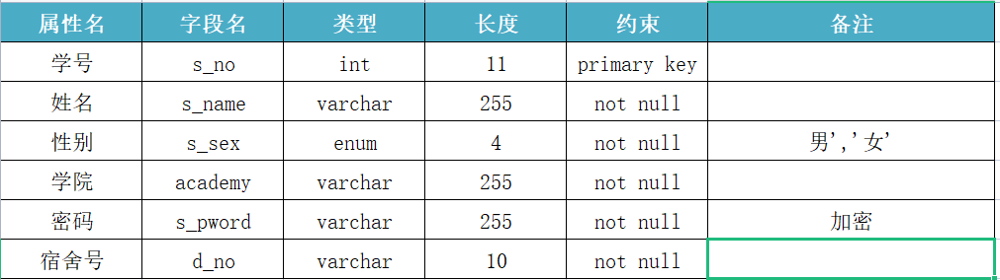 属性名 字段名 类型 长度 约束 备注
学号 s_no int 11 primary key
姓名 s_name varchar 255 not null
性别 s_sex enum 4 not null 男','女'
学院 academy varchar 255 not null
密码 s_pword varchar 255 not null 加密
宿舍号 d_no varchar 10 not null